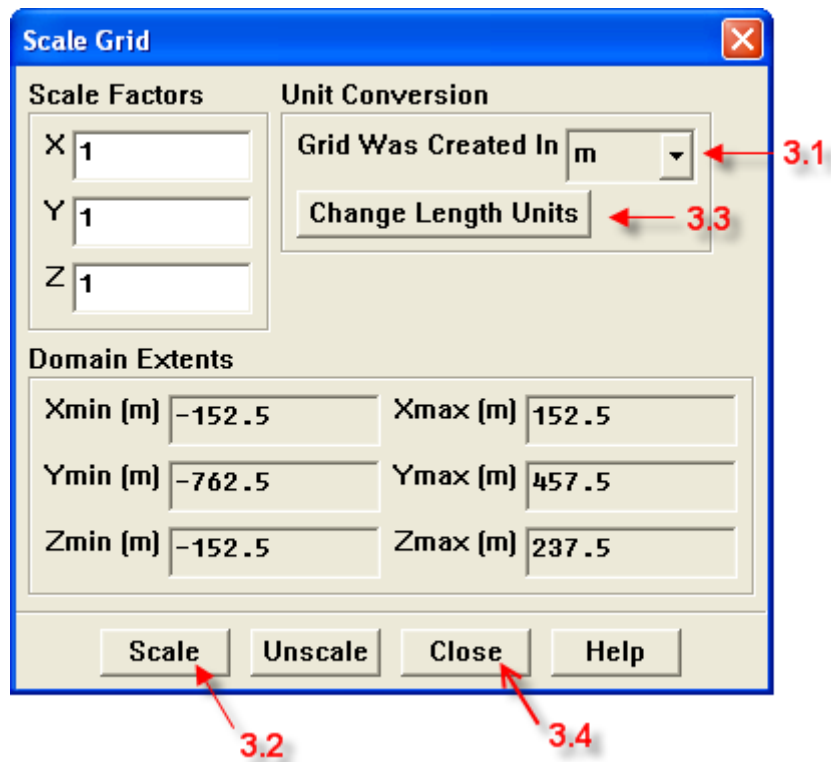 Scale Grid
Scale Factors Unit Conversion
X 1 Grid Was Created In m 3.1
Y 1 Change Length Units 3.3
Z 1
Domain Extents
Xmin (m) -152.5 Xmax (m) 152.5
Ymin (m) -762.5 Ymax (m) 457.5
Zmin (m) -152.5 Zmax (m) 237.5
Scale Unscale Close Help
3.2 3.4